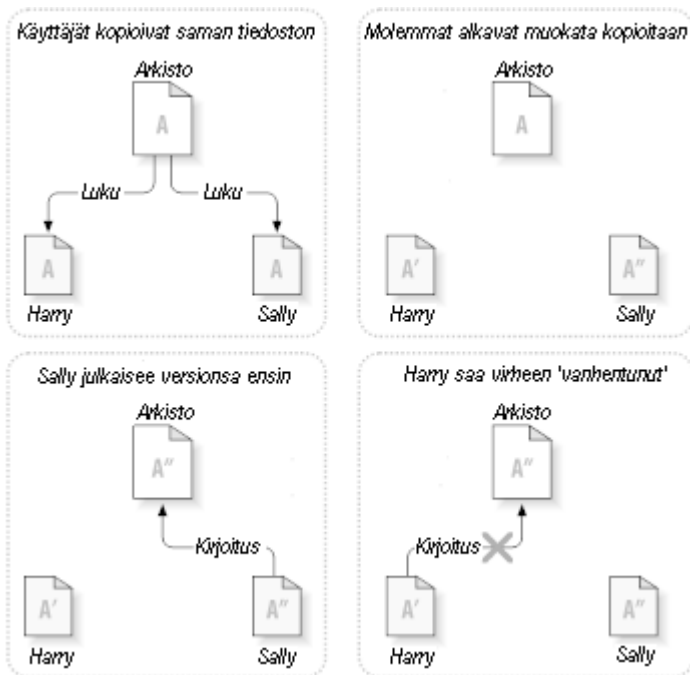 Käyttäjät kopioivat saman tiedoston
Arkisto
A
Luku
Luku
A
A
Harry
Sally
Molemmat alkavat muokata kopioitaan
Arkisto
A
A'
A"
Harry
Sally
Sally julkaisee versionsa ensin
Arkisto
A"
Kirjoitus
A'
A"
Harry
Sally
Harry saa virheen 'vanhentunut'
Arkisto
A"
Kirjoitus
A'
A"
Harry
Sally